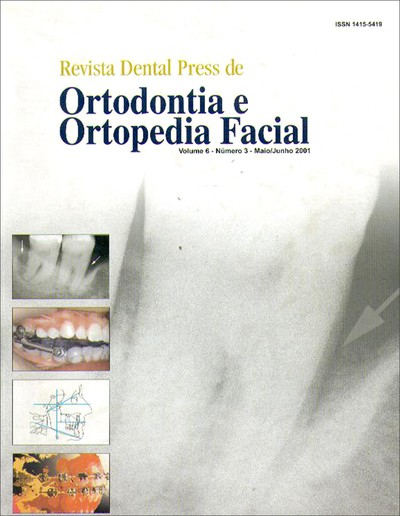 ISSN 1415-5419
Revista Dental Press de
Ortodontia e
Ortopedia Facial
Volume 6 - Número 3 - Maio/Junho 2001